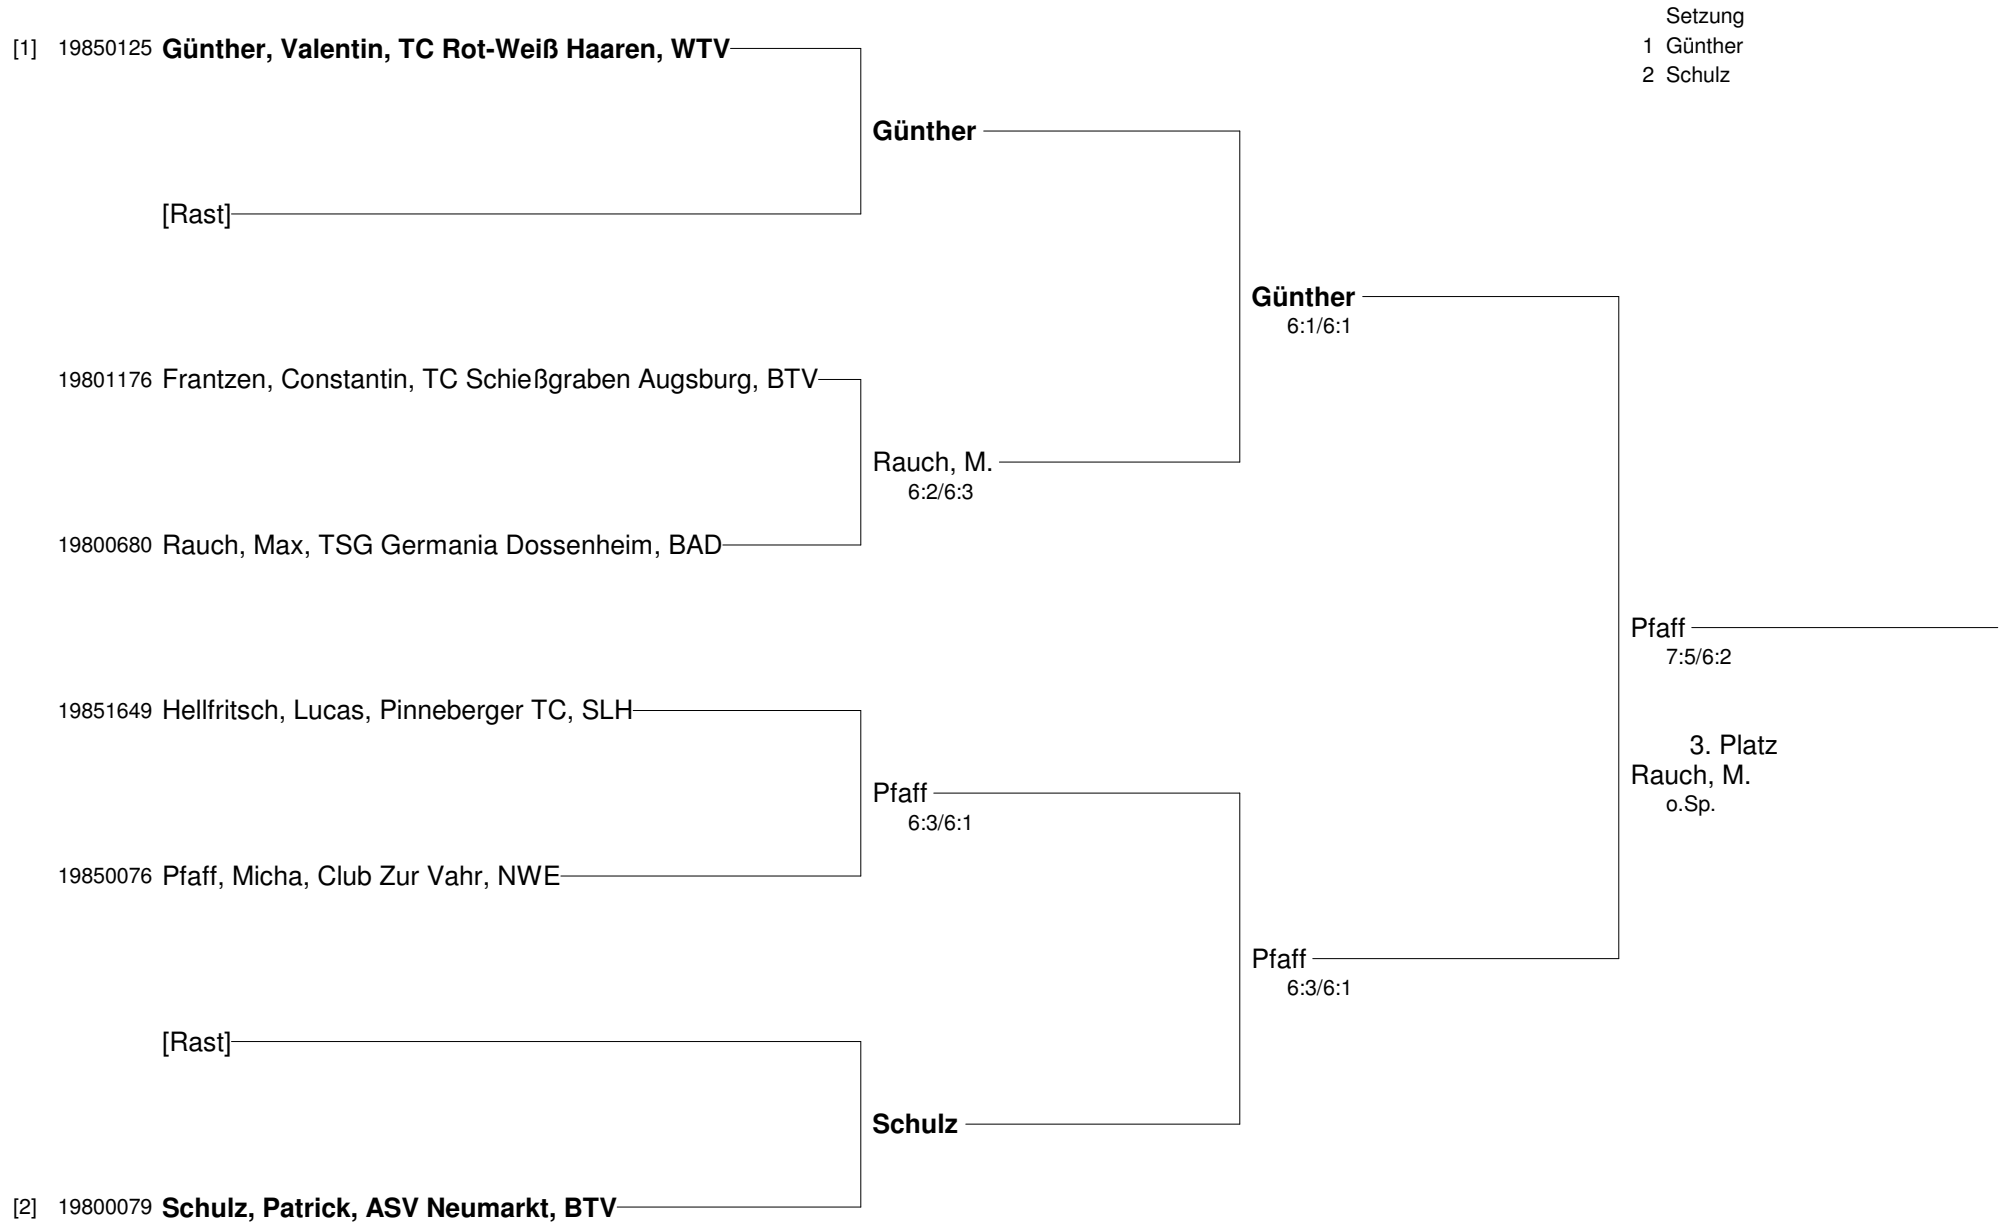 Setzung
1 Günther
2 Schulz
[1] 19850125 Günther, Valentin, TC Rot-Weiß Haaren, WTV
Günther
[Rast]
Günther
6:1/6:1
19801176 Frantzen, Constantin, TC Schießgraben Augsburg, BTV
Rauch, M.
6:2/6:3
19800680 Rauch, Max, TSG Germania Dossenheim, BAD
Pfaff
7:5/6:2
19851649 Hellfritsch, Lucas, Pinneberger TC, SLH
3. Platz
Rauch, M.
o.Sp.
Pfaff
6:3/6:1
19850076 Pfaff, Micha, Club Zur Vahr, NWE
Pfaff
6:3/6:1
[Rast]
Schulz
[2] 19800079 Schulz, Patrick, ASV Neumarkt, BTV